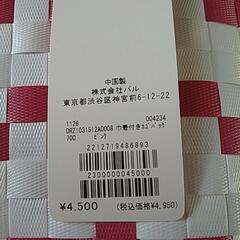 中国製
株式会社パル
東京都渋谷区神宮前6-12-22
1126 004234
DRZ1031512A0008 巾着付きカゴバッグ
700 ピンク
2212719486893
2300000045000
¥4,500 (税込価格¥4,950)